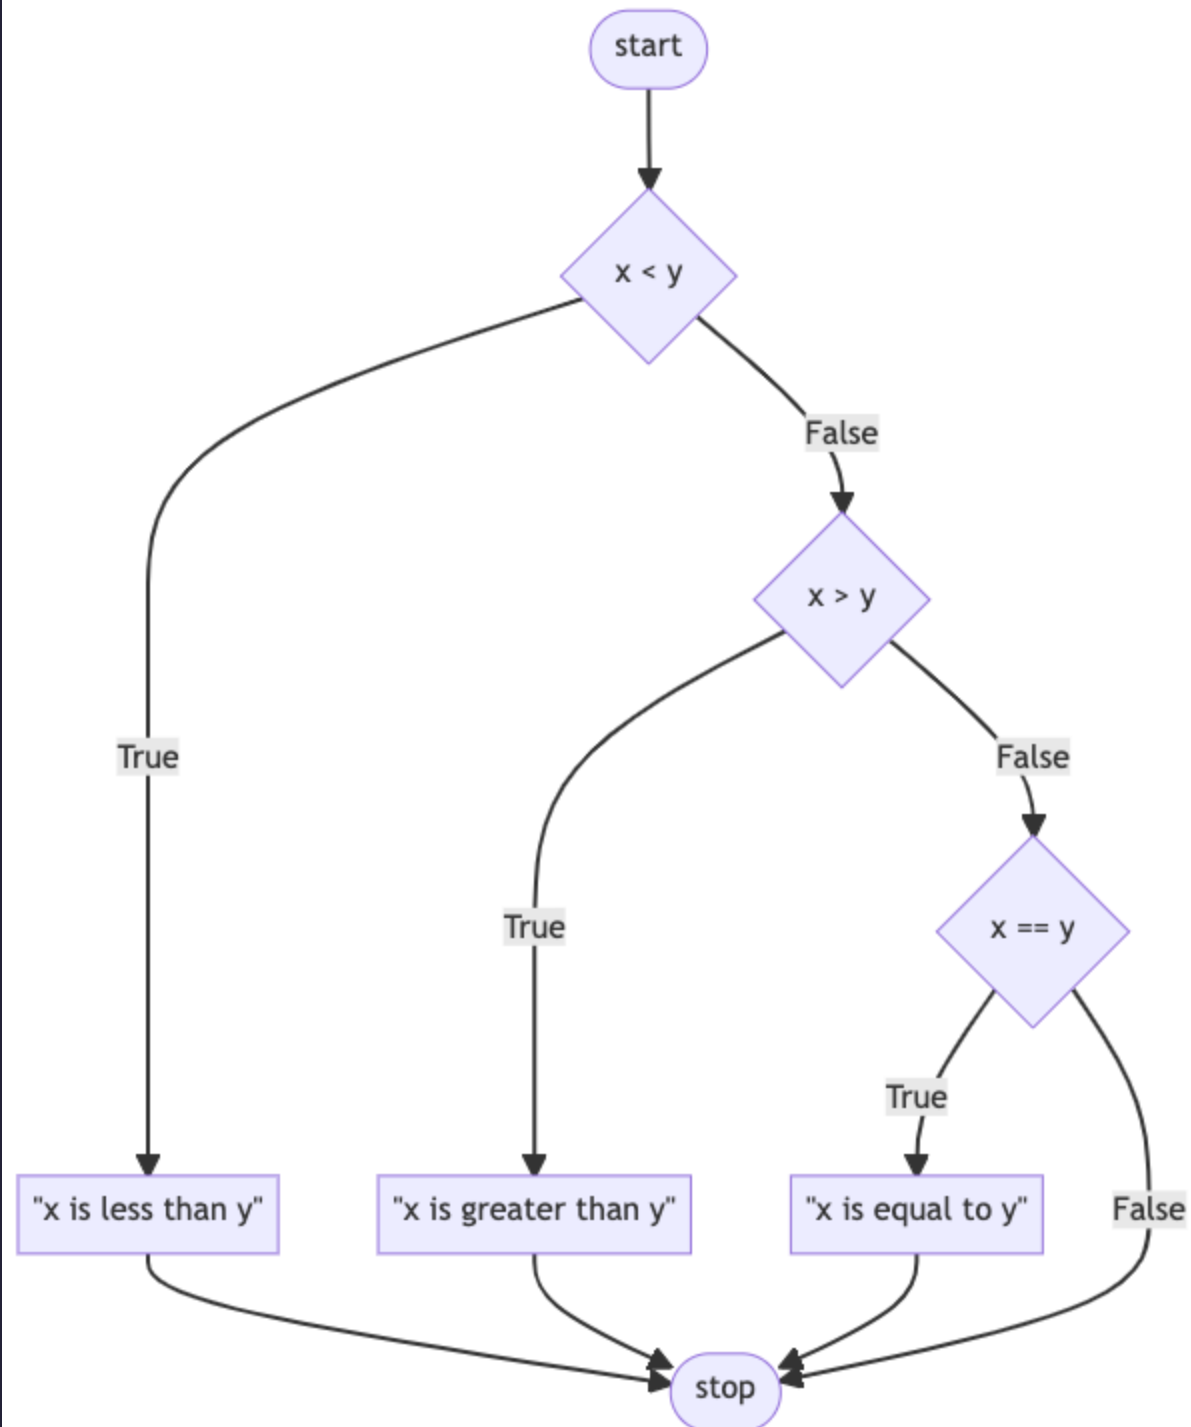 start
x < y
False
x > y
True
False
True
x == y
True
"x is less than y"
"x is greater than y"
"x is equal to y"
False
stop